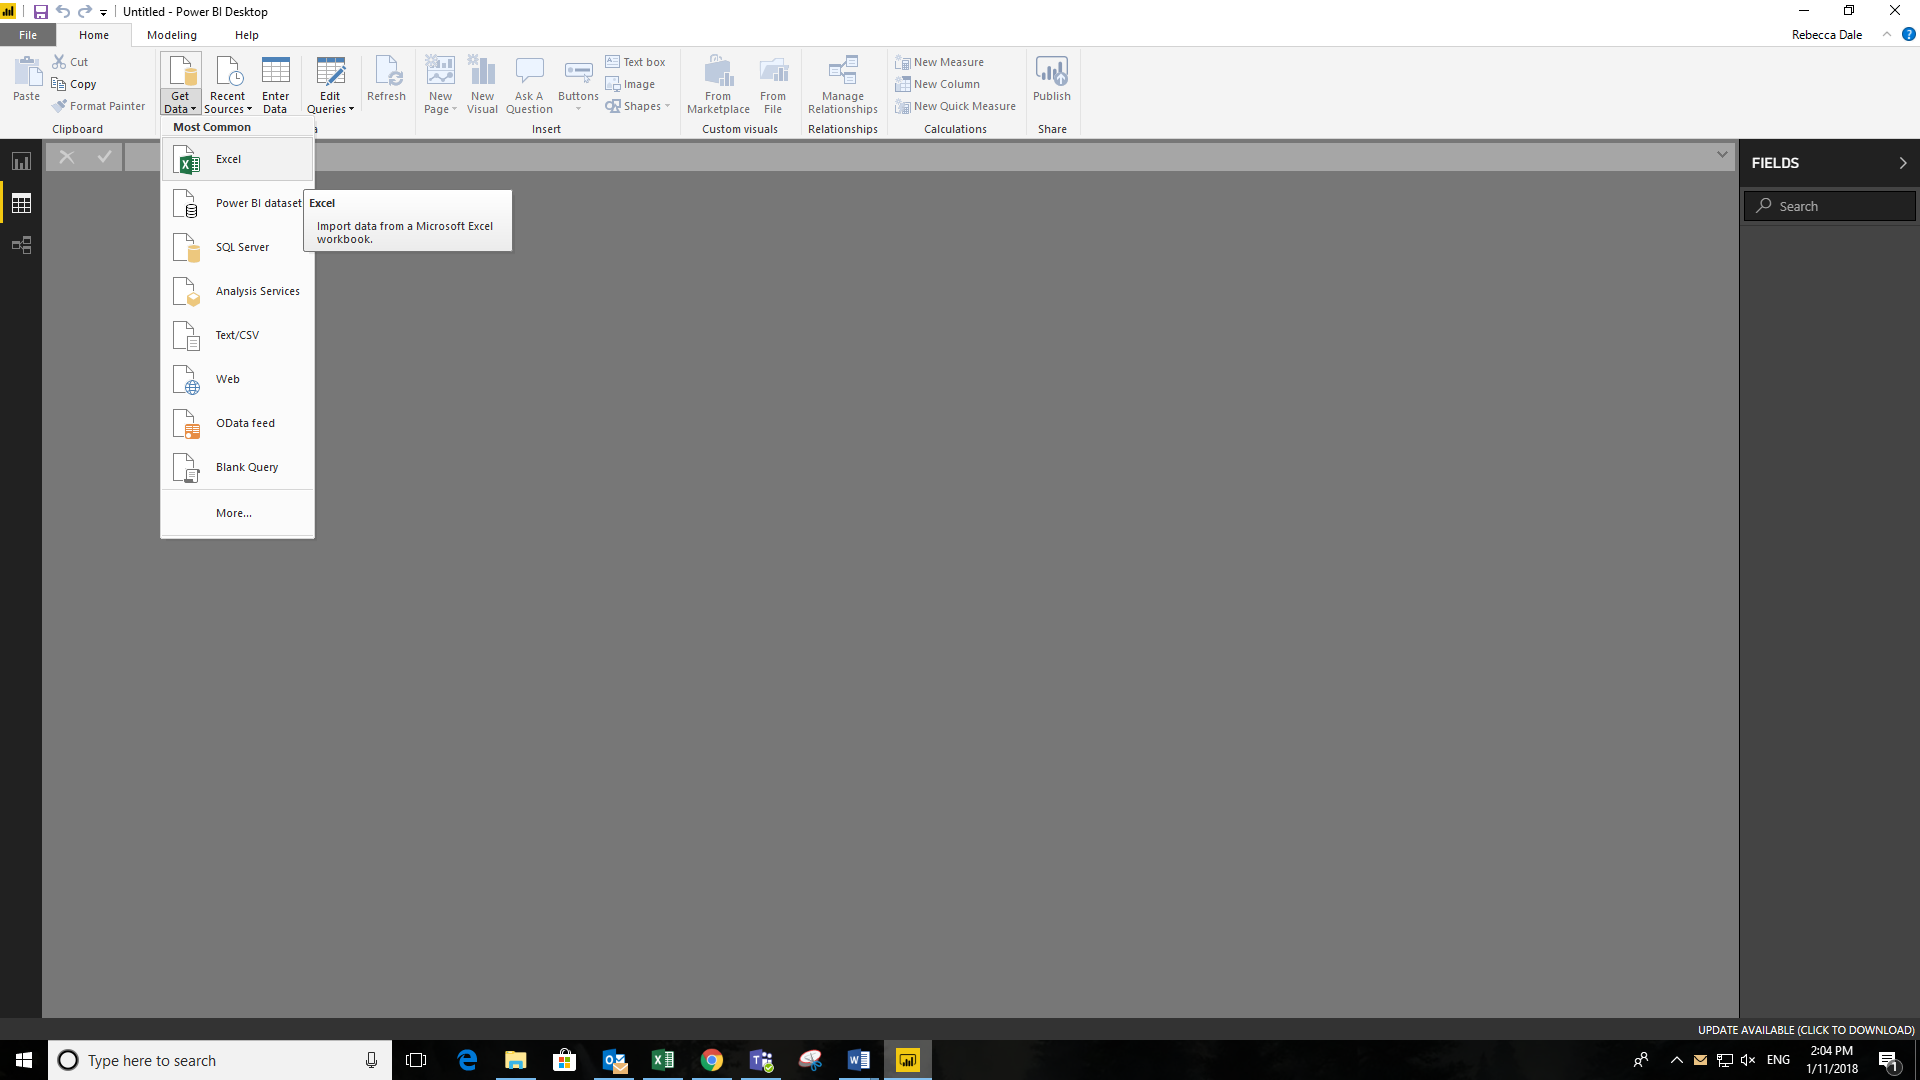 Untitled - Power BI Desktop
File Home Modeling Help Rebecca Dale
Paste
Cut
Copy
Format Painter
Clipboard
Get Data
Recent Sources
Enter Data
Edit Queries
Refresh
a
New Page
New Visual
Ask A Question
Buttons
Text box
Image
Shapes
Insert
From Marketplace
From File
Custom visuals
Manage Relationships
Relationships
New Measure
New Column
New Quick Measure
Calculations
Publish
Share
Most Common
Excel
Power BI dataset
SQL Server
Analysis Services
Text/CSV
Web
OData feed
Blank Query
More...
Excel
Import data from a Microsoft Excel
workbook.
FIELDS
Search
UPDATE AVAILABLE (CLICK TO DOWNLOAD)
Type here to search
ENG
2:04 PM
1/11/2018
1